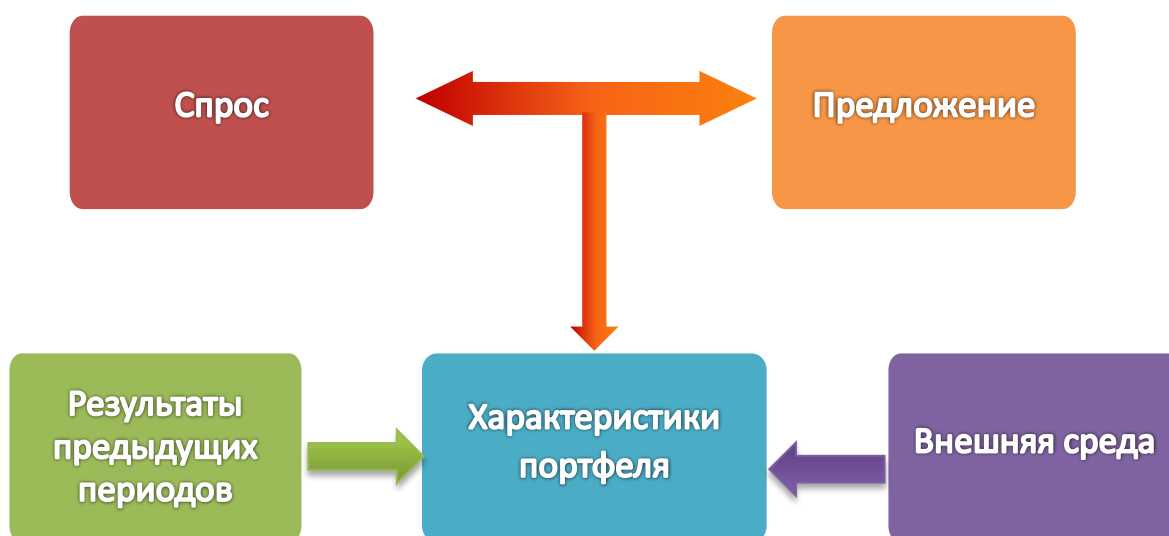 Спрос
Предложение
Результаты
предыдущих
периодов
Характеристики
портфеля
Внешняя среда